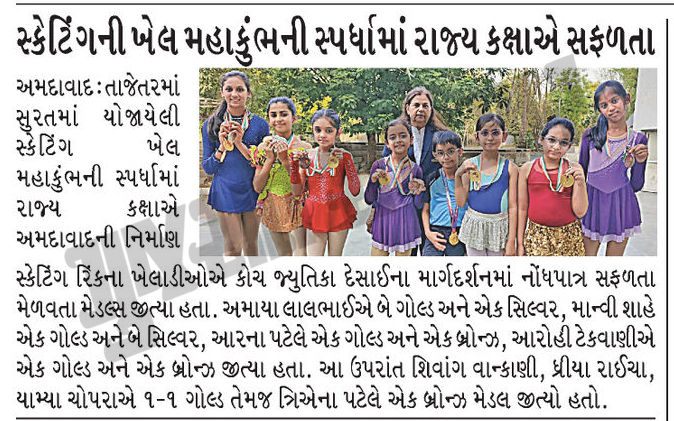 સ્કેટિંગની ખેલ મહાકુંભની સ્પર્ધામાં રાજ્ય કક્ષાએ સફળતા
અમદાવાદ : તાજેતરમાં
સુરતમાં યોજાયેલી
સ્કેટિંગ ખેલ
મહાકુંભની સ્પર્ધામાં
રાજ્ય કક્ષાએ
અમદાવાદની નિર્માણ
સ્કેટિંગ રિંકના ખેલાડીઓએ કોચ જ્યુતિકા દેસાઈના માર્ગદર્શનમાં નોંધપાત્ર સફળતા
મેળવતા મેડલ્સ જીત્યા હતા. અમાયા લાલભાઈએ બે ગોલ્ડ અને એક સિલ્વર, માન્વી શાહે
એક ગોલ્ડ અને બે સિલ્વર, આરના પટેલે એક ગોલ્ડ અને એક બ્રોન્ઝ, આરોહી ટેકવાણીએ
એક ગોલ્ડ અને એક બ્રોન્ઝ જીત્યા હતા. આ ઉપરાંત શિવાંગ વાન્કાણી, ધ્રીયા રાઈચા,
યામ્યા ચોપરાએ ૧-૧ ગોલ્ડ તેમજ ત્રિએના પટેલે એક બ્રોન્ઝ મેડલ જીત્યો હતો.